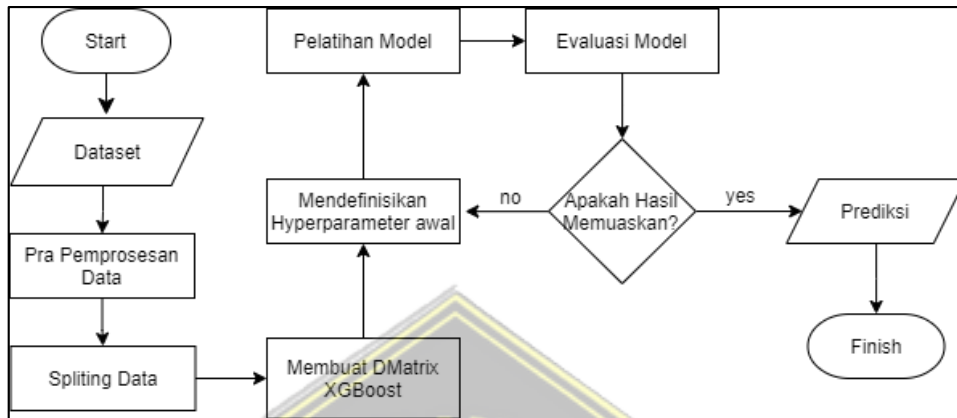 Start
Dataset
Pra Pemprosesan
Data
Spliting Data
Membuat DMatrix
XGBoost
Mendefinisikan
Hyperparameter awal
Pelatihan Model
Evaluasi Model
Apakah Hasil
Memuaskan?
no
yes
Prediksi
Finish